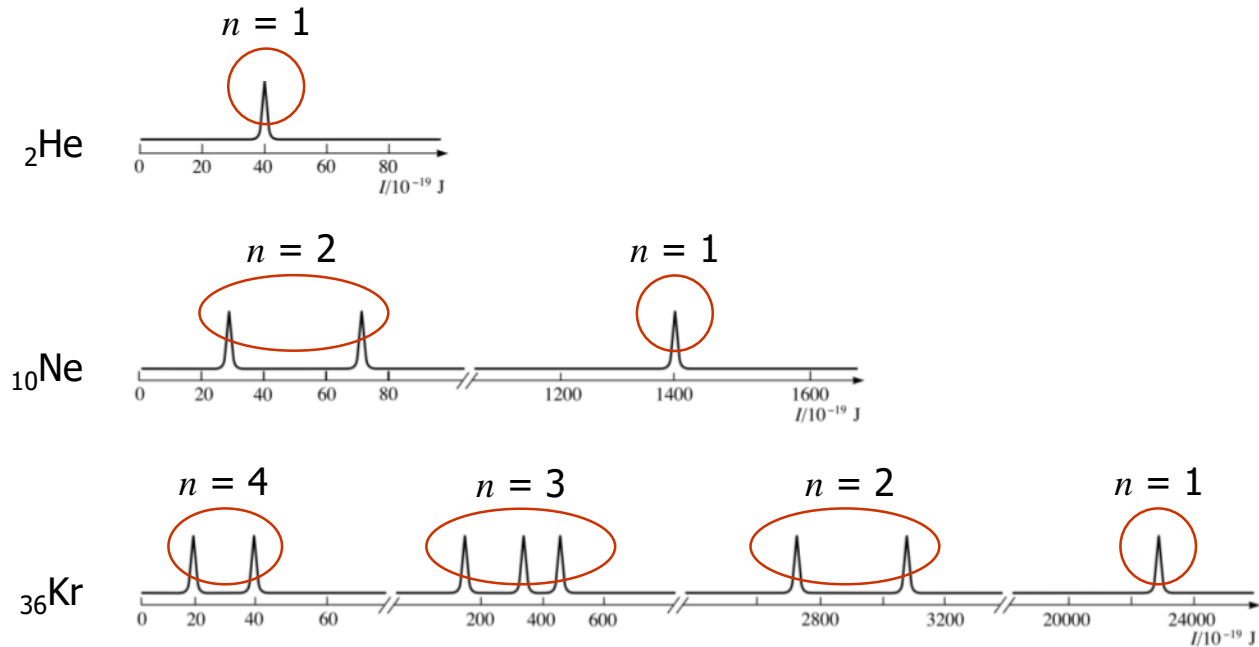 n = 1
₂He
0 20 40 60 80
I/10⁻¹⁹ J
n = 2 n = 1
₁₀Ne
0 20 40 60 80 1200 1400 1600
I/10⁻¹⁹ J
n = 4 n = 3 n = 2 n = 1
₃₆Kr
0 20 40 60 200 400 600 2800 3200 20000 24000
I/10⁻¹⁹ J